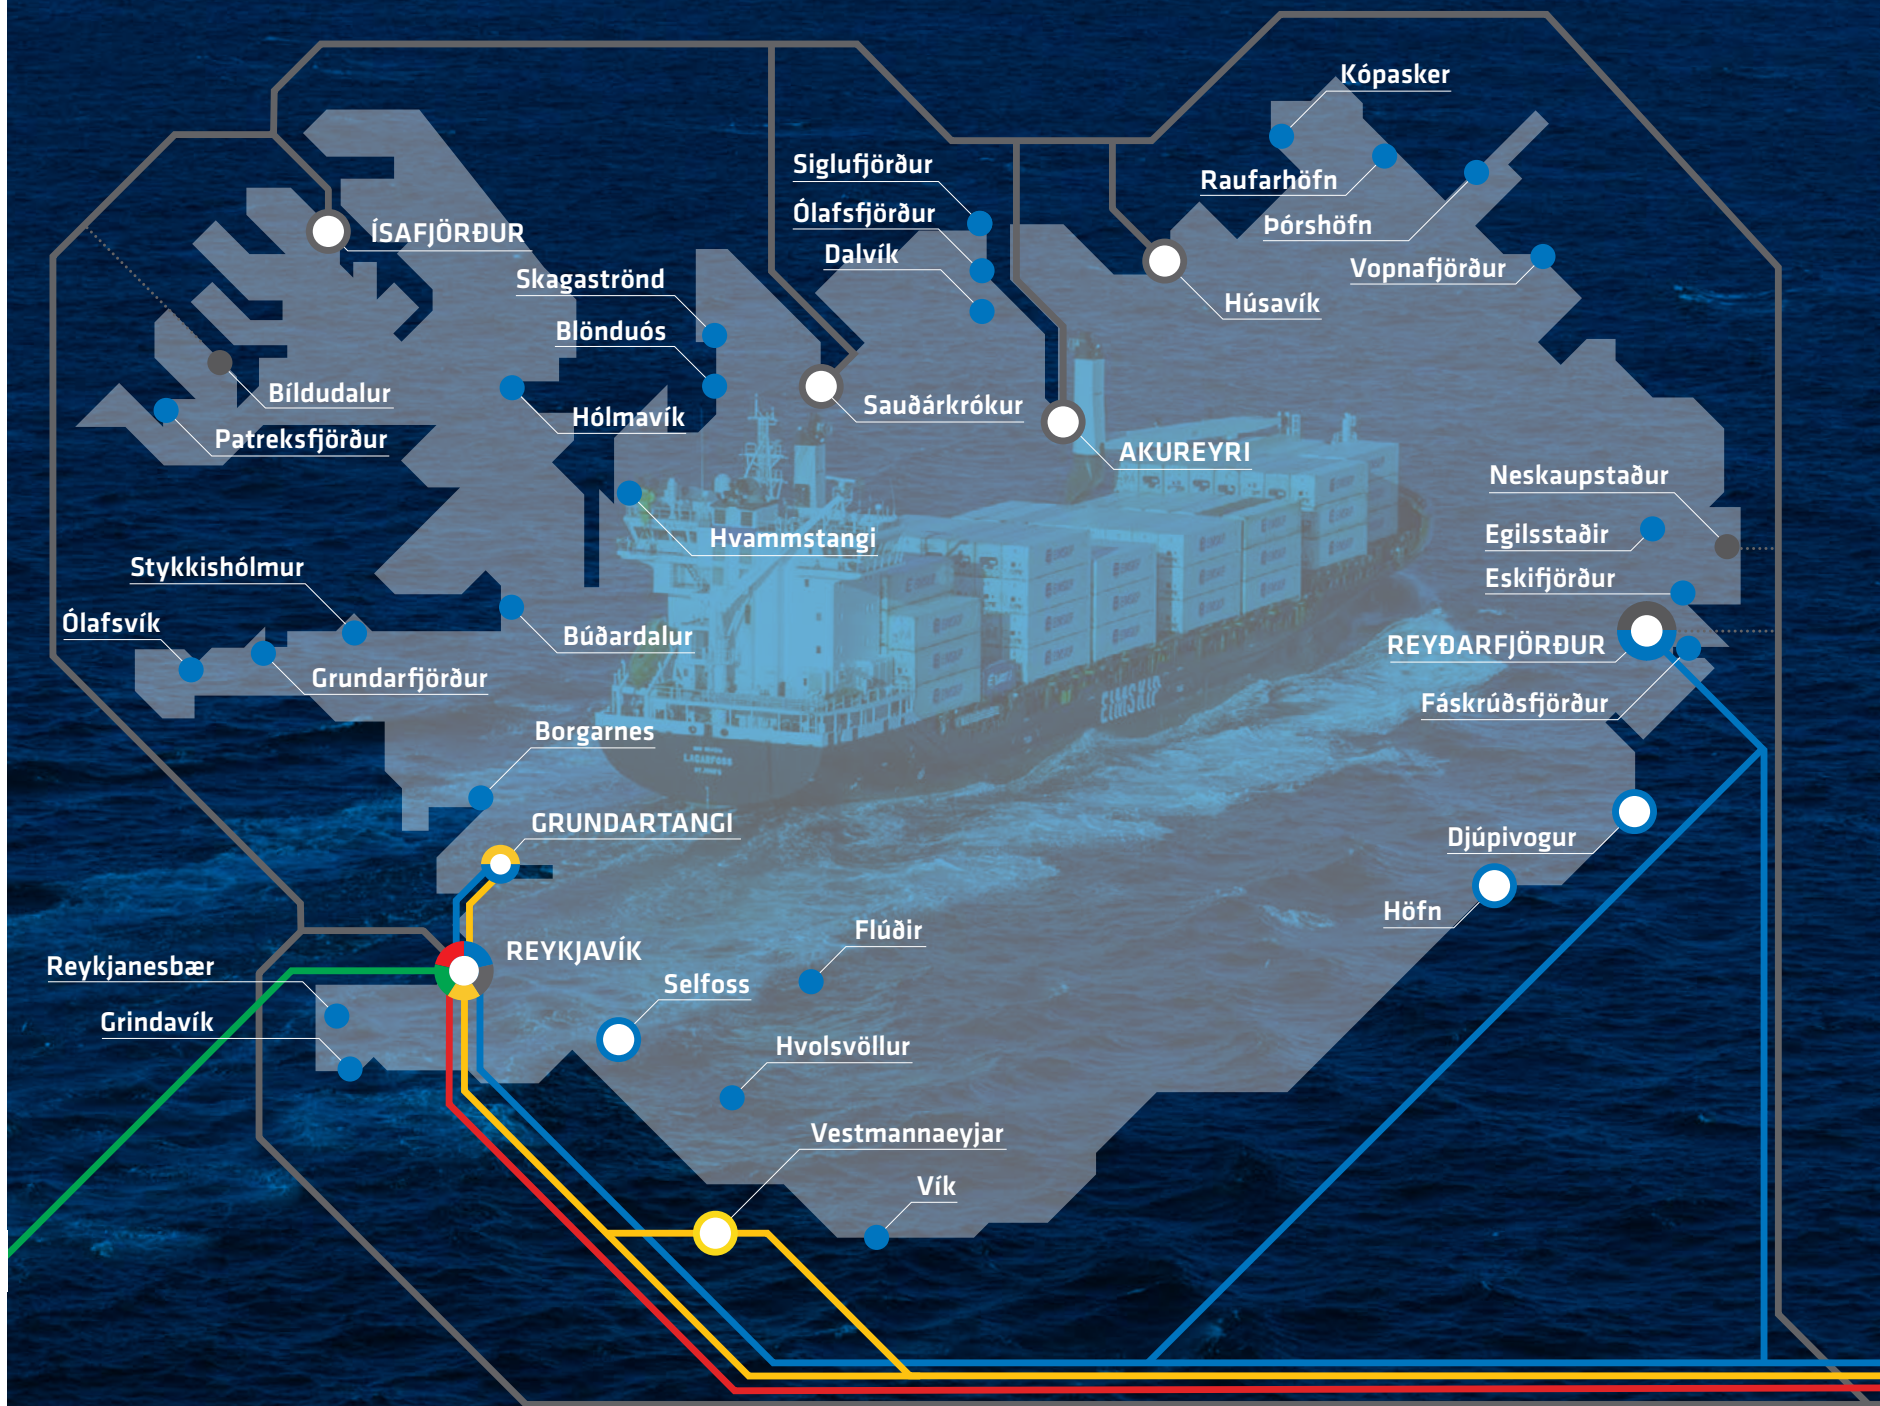 Kópasker
Siglufjörður
Raufarhöfn
Ólafsfjörður
Þórshöfn
ÍSAFJÖRÐUR
Dalvík
Vopnafjörður
Skagaströnd
Húsavík
Blönduós
Bíldudalur
Hólmavík
Sauðárkrókur
Patreksfjörður
AKUREYRI
Neskaupstaður
Hvammstangi
Egilsstaðir
Stykkishólmur
Eskifjörður
Ólafsvík
Búðardalur
REYÐARFJÖRÐUR
Grundarfjörður
EIMSKIP
Fáskrúðsfjörður
Borgarnes
LAGARFOSS
GRUNDARTANGI
Djúpivogur
Höfn
Flúðir
REYKJAVÍK
Reykjanesbær
Selfoss
Grindavík
Hvolsvöllur
Vestmannaeyjar
Vík